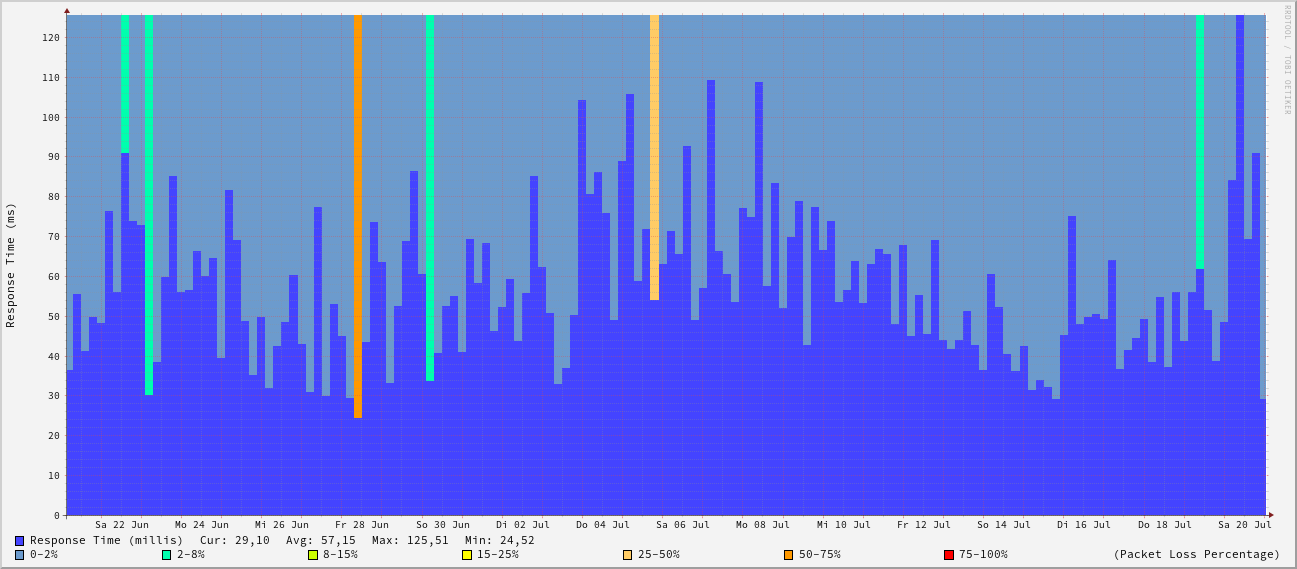 RRDTOOL / TOBI OETIKER
Response Time (ms)
120
110
100
90
80
70
60
50
40
30
20
10
0
Sa 22 Jun Mo 24 Jun Mi 26 Jun Fr 28 Jun So 30 Jun Di 02 Jul Do 04 Jul Sa 06 Jul Mo 08 Jul Mi 10 Jul Fr 12 Jul So 14 Jul Di 16 Jul Do 18 Jul Sa 20 Jul
Response Time (millis) Cur: 29,10 Avg: 57,15 Max: 125,51 Min: 24,52
0-2% 2-8% 8-15% 15-25% 25-50% 50-75% 75-100% (Packet Loss Percentage)